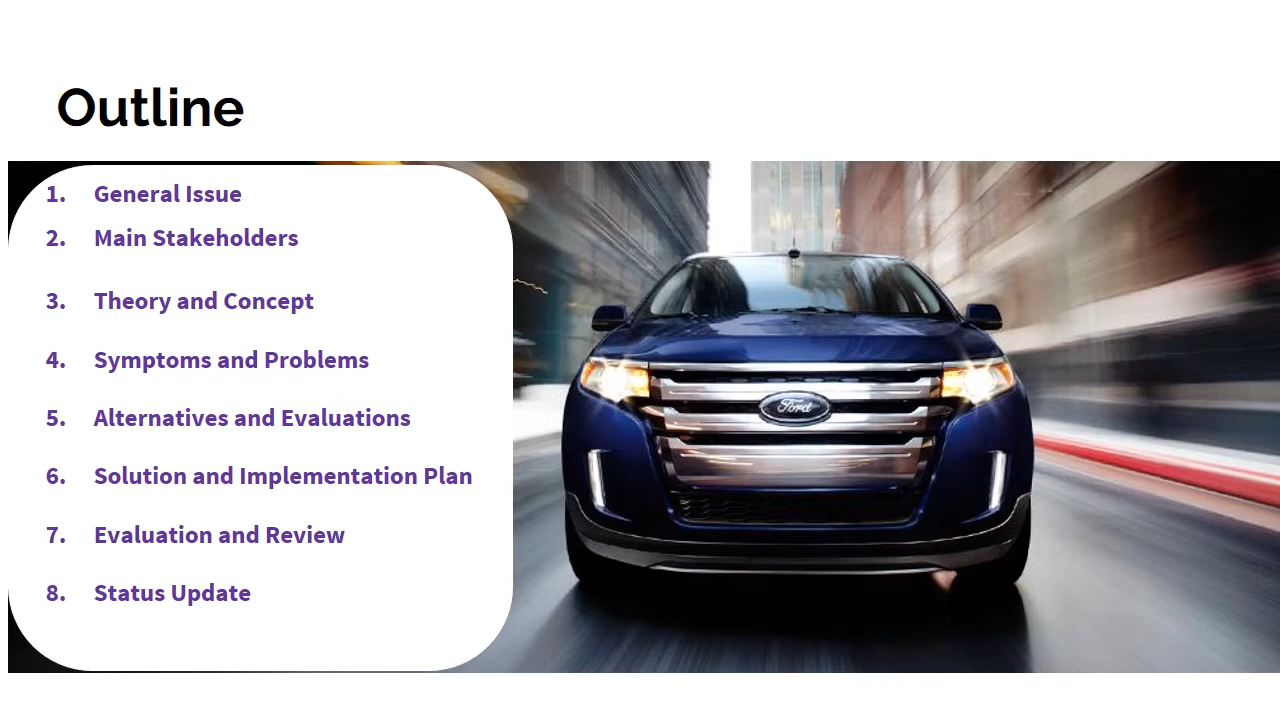 Outline
1. General Issue
2. Main Stakeholders
3. Theory and Concept
4. Symptoms and Problems
5. Alternatives and Evaluations
6. Solution and Implementation Plan
7. Evaluation and Review
8. Status Update
Ford